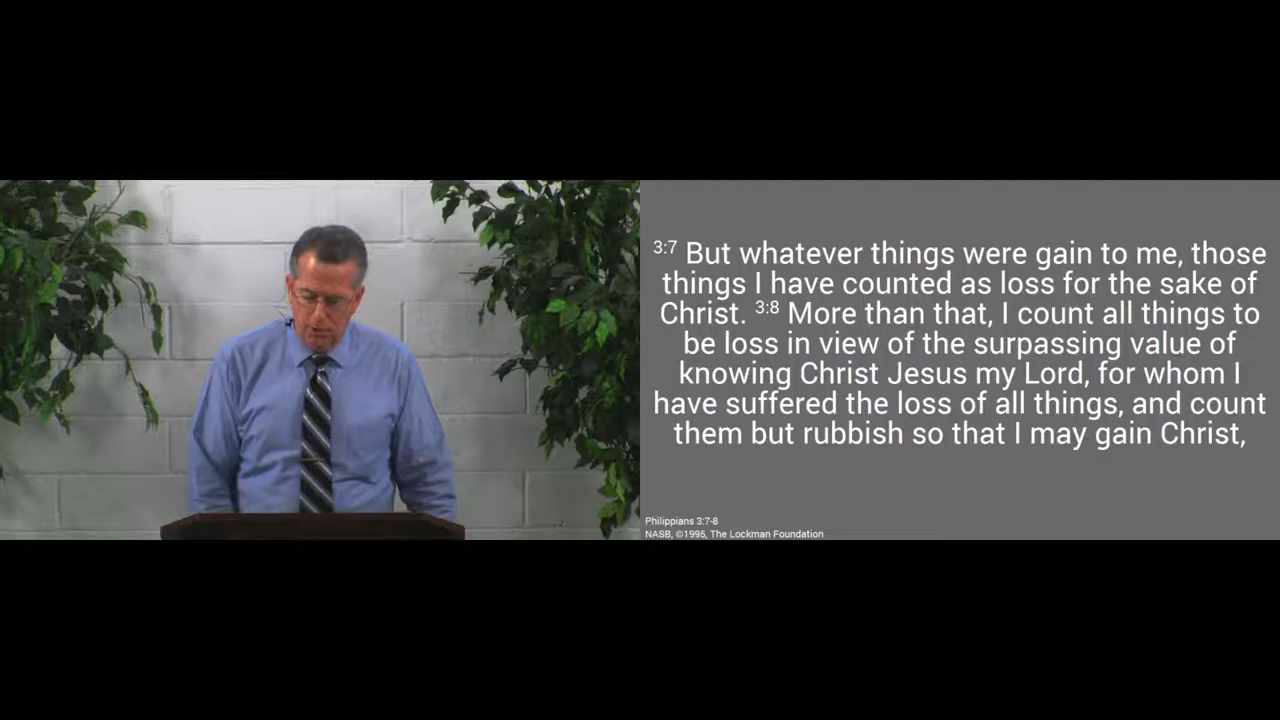 3:7 But whatever things were gain to me, those
things I have counted as loss for the sake of
Christ. 3:8 More than that, I count all things to
be loss in view of the surpassing value of
knowing Christ Jesus my Lord, for whom I
have suffered the loss of all things, and count
them but rubbish so that I may gain Christ,
Philippians 3:7-8
NASB, ©1995, The Lockman Foundation